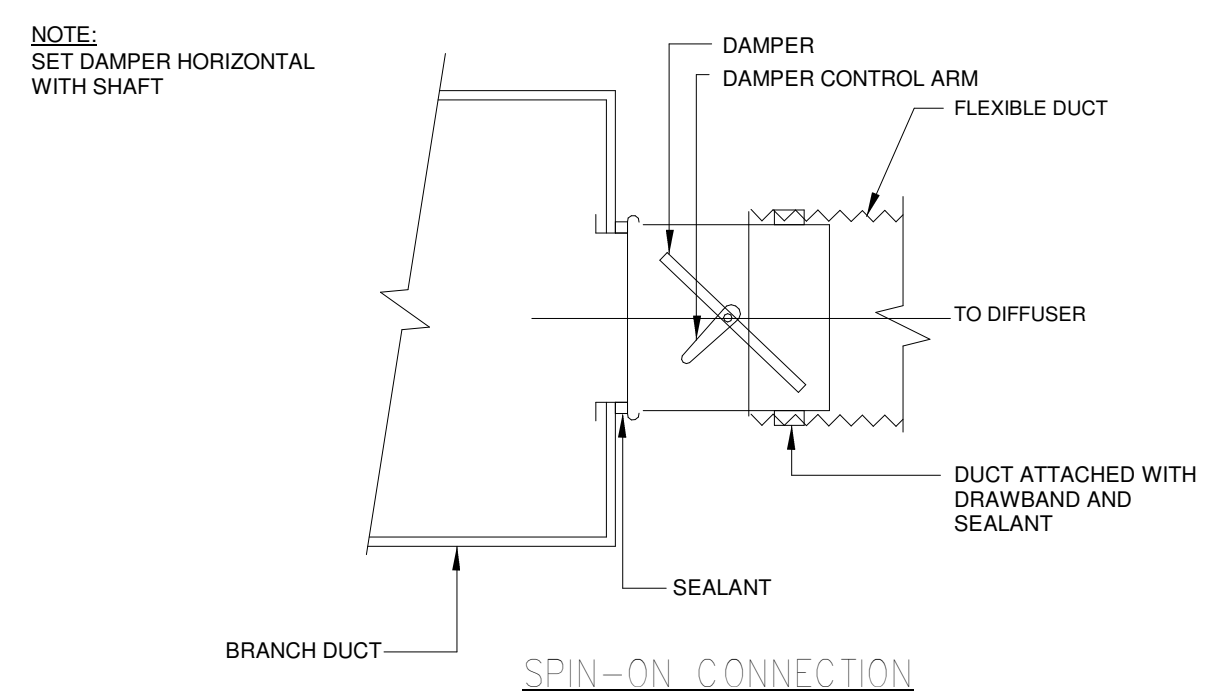 NOTE:
SET DAMPER HORIZONTAL
WITH SHAFT
DAMPER
DAMPER CONTROL ARM
FLEXIBLE DUCT
TO DIFFUSER
DUCT ATTACHED WITH
DRAWBAND AND
SEALANT
SEALANT
BRANCH DUCT
SPIN-ON CONNECTION